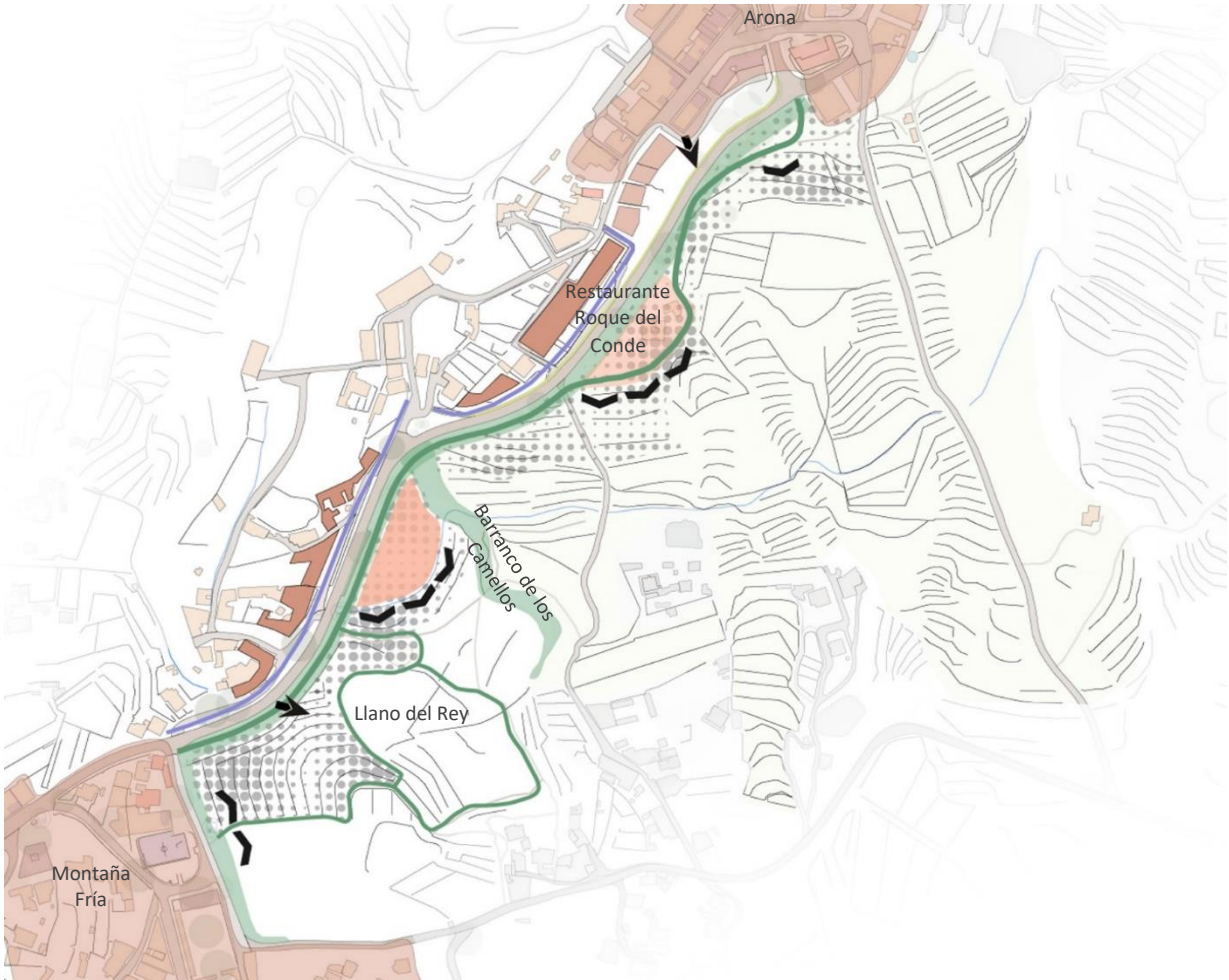 Arona
Restaurante
Roque del
Conde
Barranco de los
Camellos
Llano del Rey
Montaña
Fría